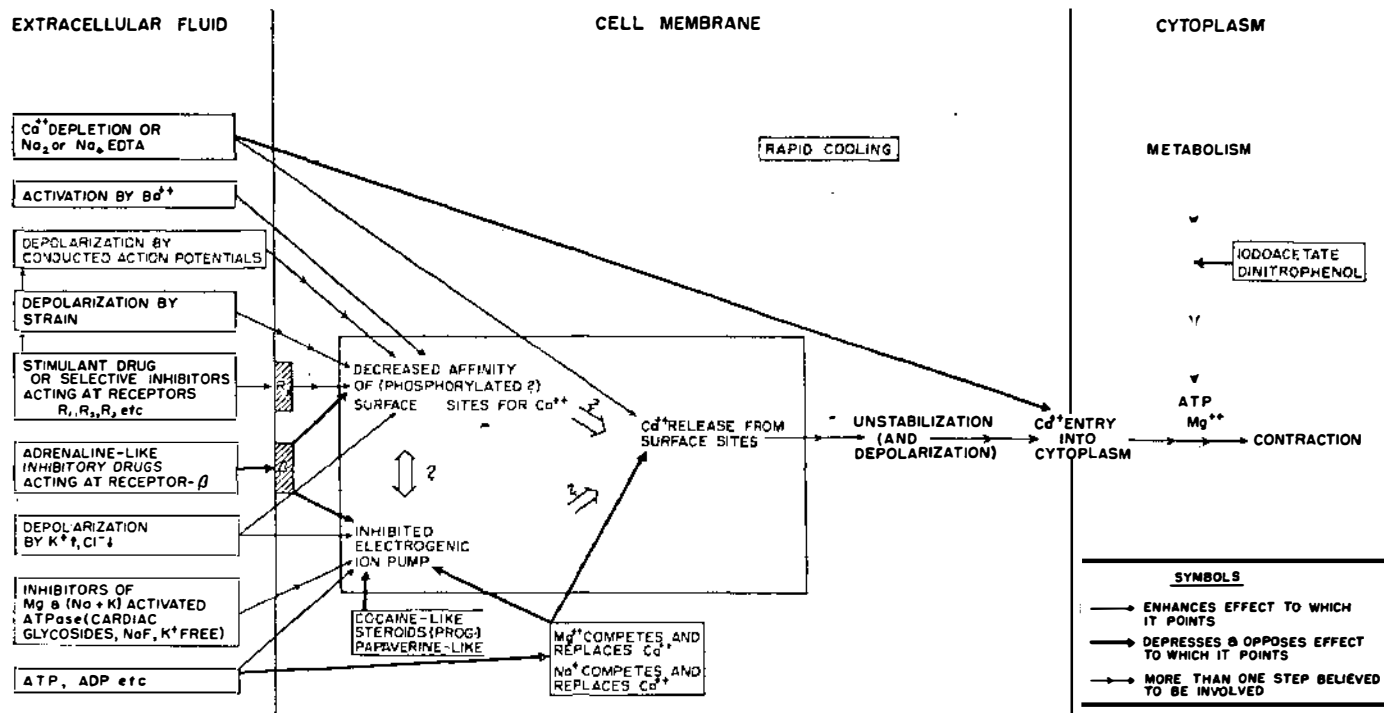 EXTRACELLULAR FLUID
CELL MEMBRANE
CYTOPLASM
Ca++ DEPLETION OR
Na2 or Na4 EDTA
ACTIVATION BY Ba++
DEPOLARIZATION BY
CONDUCTED ACTION POTENTIALS
DEPOLARIZATION BY
STRAIN
STIMULANT DRUG
OR SELECTIVE INHIBITORS
ACTING AT RECEPTORS
etc
ADRENALINE-LIKE
INHIBITORY DRUGS
ACTING AT RECEPTOR-β
DEPOLARIZATION
BY K+↑, Cl-↓
INHIBITORS OF
Mg & (Na + K) ACTIVATED
ATPase (CARDIAC
GLYCOSIDES, NaF, K+ FREE)
ATP, ADP etc
R
RAPID COOLING
DECREASED AFFINITY
OF (PHOSPHORYLATED ?)
SURFACE SITES FOR Ca++
?
?
?
INHIBITED
ELECTROGENIC
ION PUMP
COCAINE-LIKE
STEROIDS (PROG.)
PAPAVERINE-LIKE
Mg++ COMPETES AND
REPLACES Ca++
Na+ COMPETES AND
REPLACES Ca++
Ca++ RELEASE FROM
SURFACE SITES
UNSTABILIZATION
(AND
DEPOLARIZATION)
Ca++ ENTRY
INTO
CYTOPLASM
METABOLISM
IODOACETATE
DINITROPHENOL
ATP
Mg++
CONTRACTION
SYMBOLS
ENHANCES EFFECT TO WHICH
IT POINTS
DEPRESSES & OPPOSES EFFECT
TO WHICH IT POINTS
MORE THAN ONE STEP BELIEVED
TO BE INVOLVED